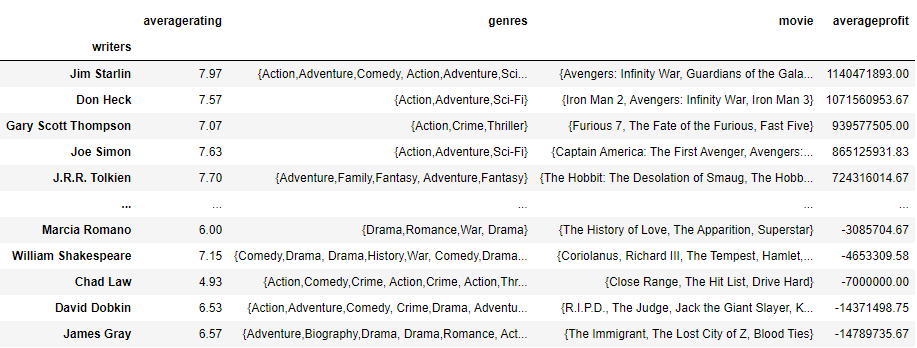 averagerating genres movie averageprofit
writers
Jim Starlin 7.97 {Action,Adventure,Comedy, Action,Adventure,Sci... {Avengers: Infinity War, Guardians of the Gala... 1140471893.00
Don Heck 7.57 {Action,Adventure,Sci-Fi} {Iron Man 2, Avengers: Infinity War, Iron Man 3} 1071560953.67
Gary Scott Thompson 7.07 {Action,Crime,Thriller} {Furious 7, The Fate of the Furious, Fast Five} 939577505.00
Joe Simon 7.63 {Action,Adventure,Sci-Fi} {Captain America: The First Avenger, Avengers:... 865125931.83
J.R.R. Tolkien 7.70 {Adventure,Family,Fantasy, Adventure,Fantasy} {The Hobbit: The Desolation of Smaug, The Hobb... 724316014.67
... ... ... ... ...
Marcia Romano 6.00 {Drama,Romance,War, Drama} {The History of Love, The Apparition, Superstar} -3085704.67
William Shakespeare 7.15 {Comedy,Drama, Drama,History,War, Comedy,Drama... {Coriolanus, Richard III, The Tempest, Hamlet,... -4653309.58
Chad Law 4.93 {Action,Comedy,Crime, Action,Crime, Action,Thr... {Close Range, The Hit List, Drive Hard} -7000000.00
David Dobkin 6.53 {Action,Adventure,Comedy, Crime,Drama, Adventu... {R.I.P.D., The Judge, Jack the Giant Slayer, K... -14371498.75
James Gray 6.57 {Adventure,Biography,Drama, Drama,Romance, Act... {The Immigrant, The Lost City of Z, Blood Ties} -14789735.67